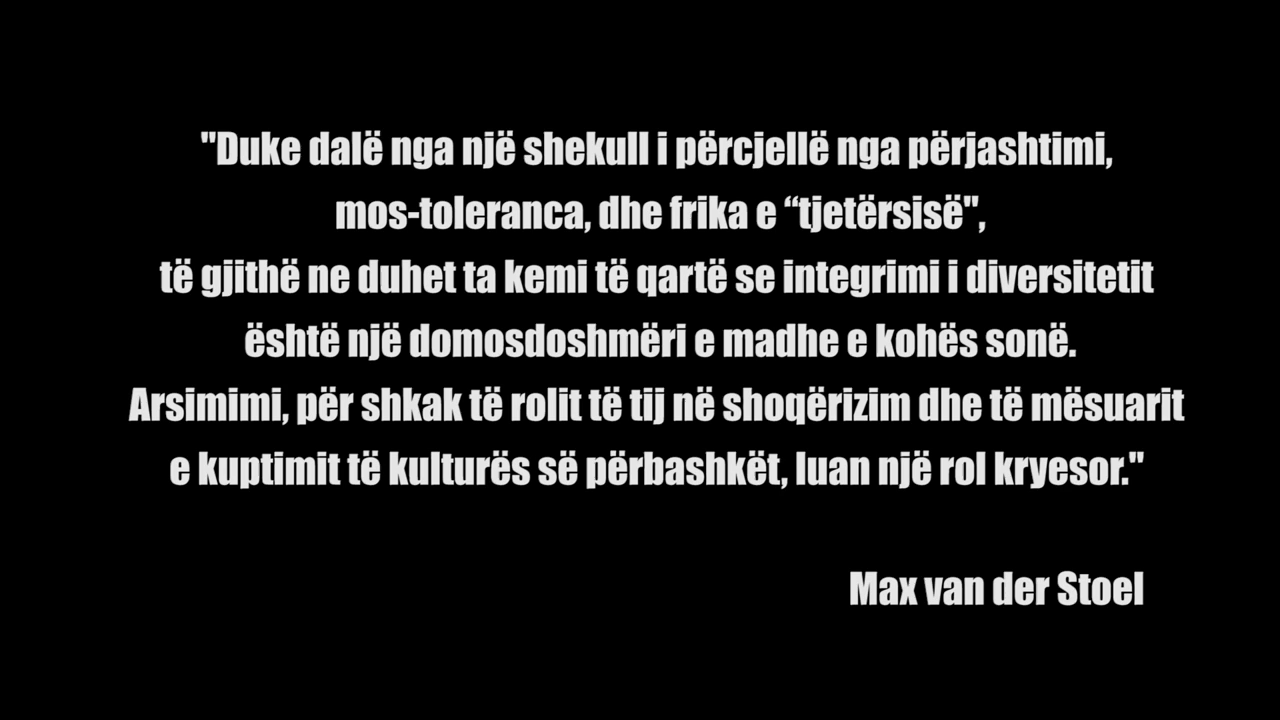 "Duke dalë nga një shekull i përcjellë nga përjashtimi,
mos-toleranca, dhe frika e “tjetërsisë",
të gjithë ne duhet ta kemi të qartë se integrimi i diversitetit
është një domosdoshmëri e madhe e kohës sonë.
Arsimimi, për shkak të rolit të tij në shoqërizim dhe të mësuarit
e kuptimit të kulturës së përbashkët, luan një rol kryesor."
Max van der Stoel